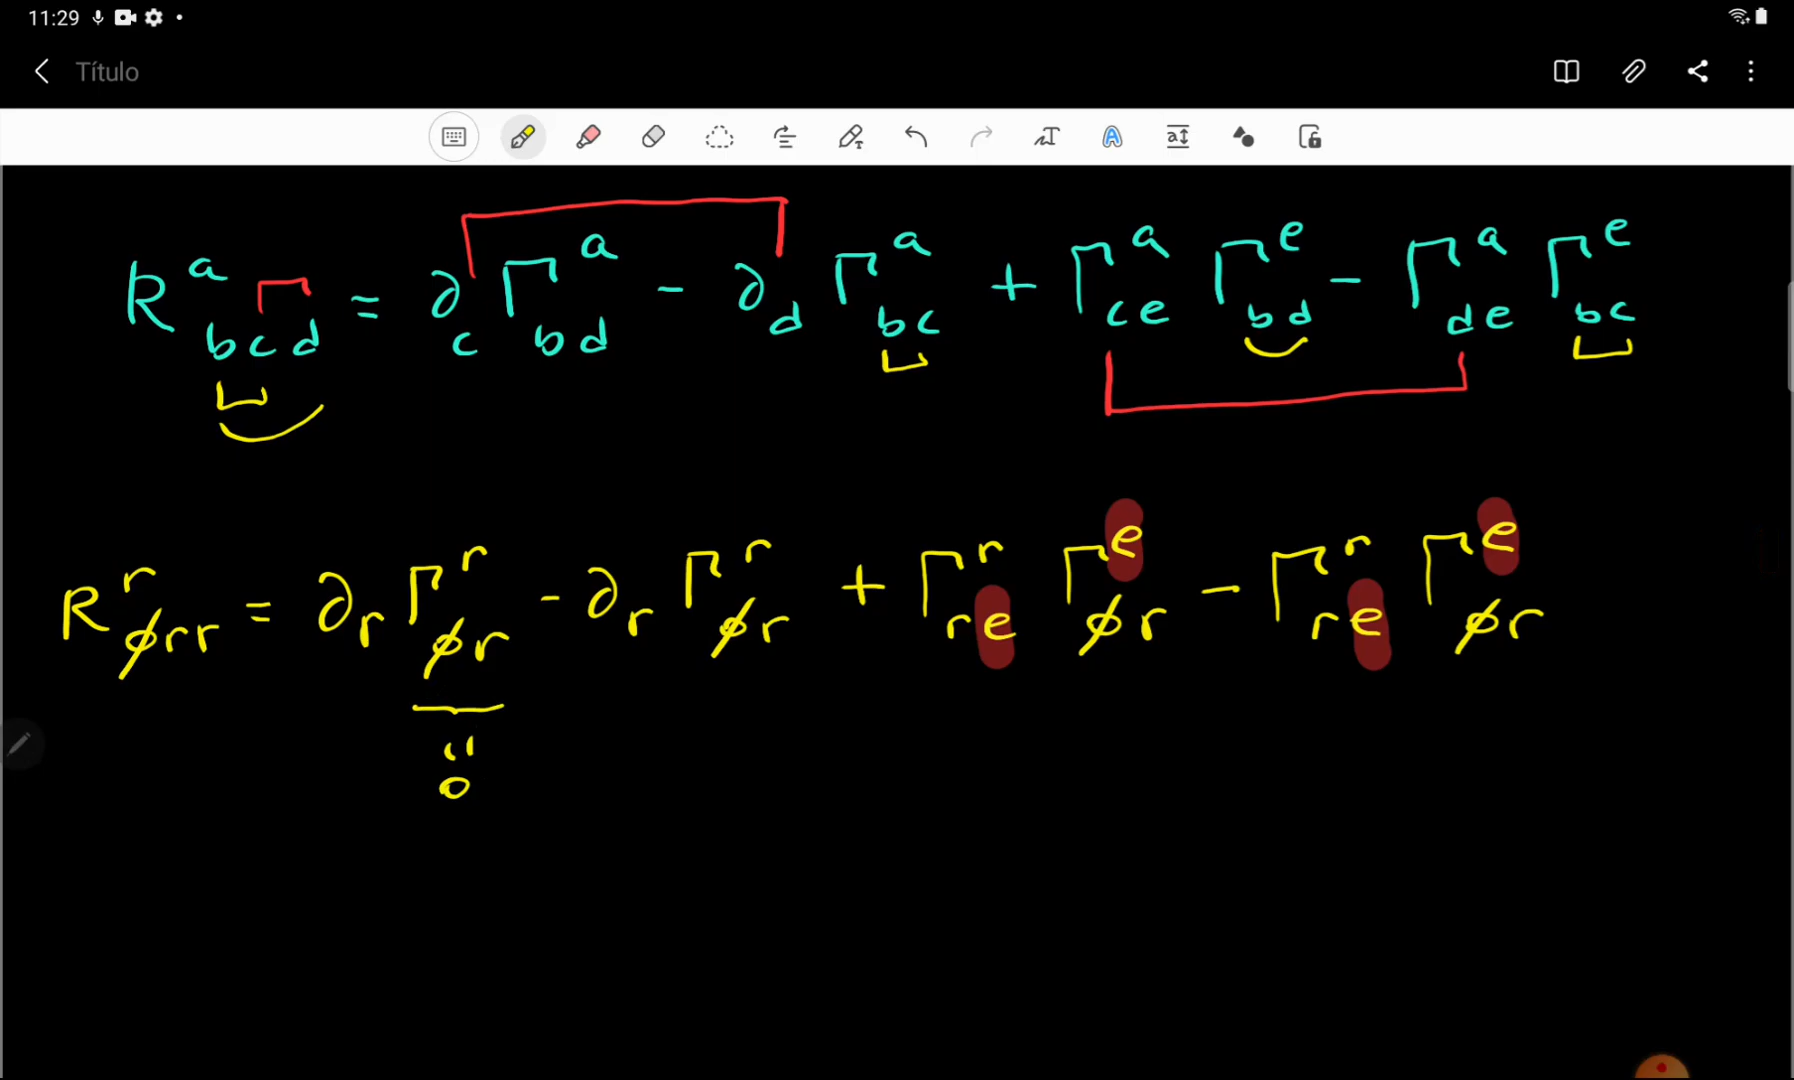 11:29
Título
R^a_{bcd} = ∂_c Γ^a_{bd} - ∂_d Γ^a_{bc} + Γ^a_{ce} Γ^e_{bd} - Γ^a_{de} Γ^e_{bc}
R^r_{ϕrr} = ∂_r Γ^r_{ϕr} - ∂_r Γ^r_{ϕr} + Γ^r_{re} Γ^e_{ϕr} - Γ^r_{re} Γ^e_{ϕr}
"
0